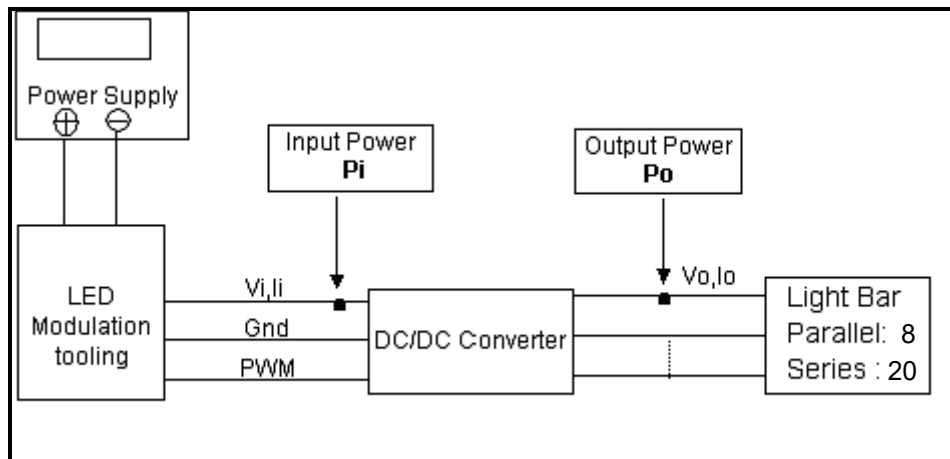 Power Supply
Input Power
Pi
Output Power
Po
LED
Modulation
tooling
Vi,Ii
Gnd
PWM
DC/DC Converter
Vo,Io
Light Bar
Parallel: 8
Series : 20